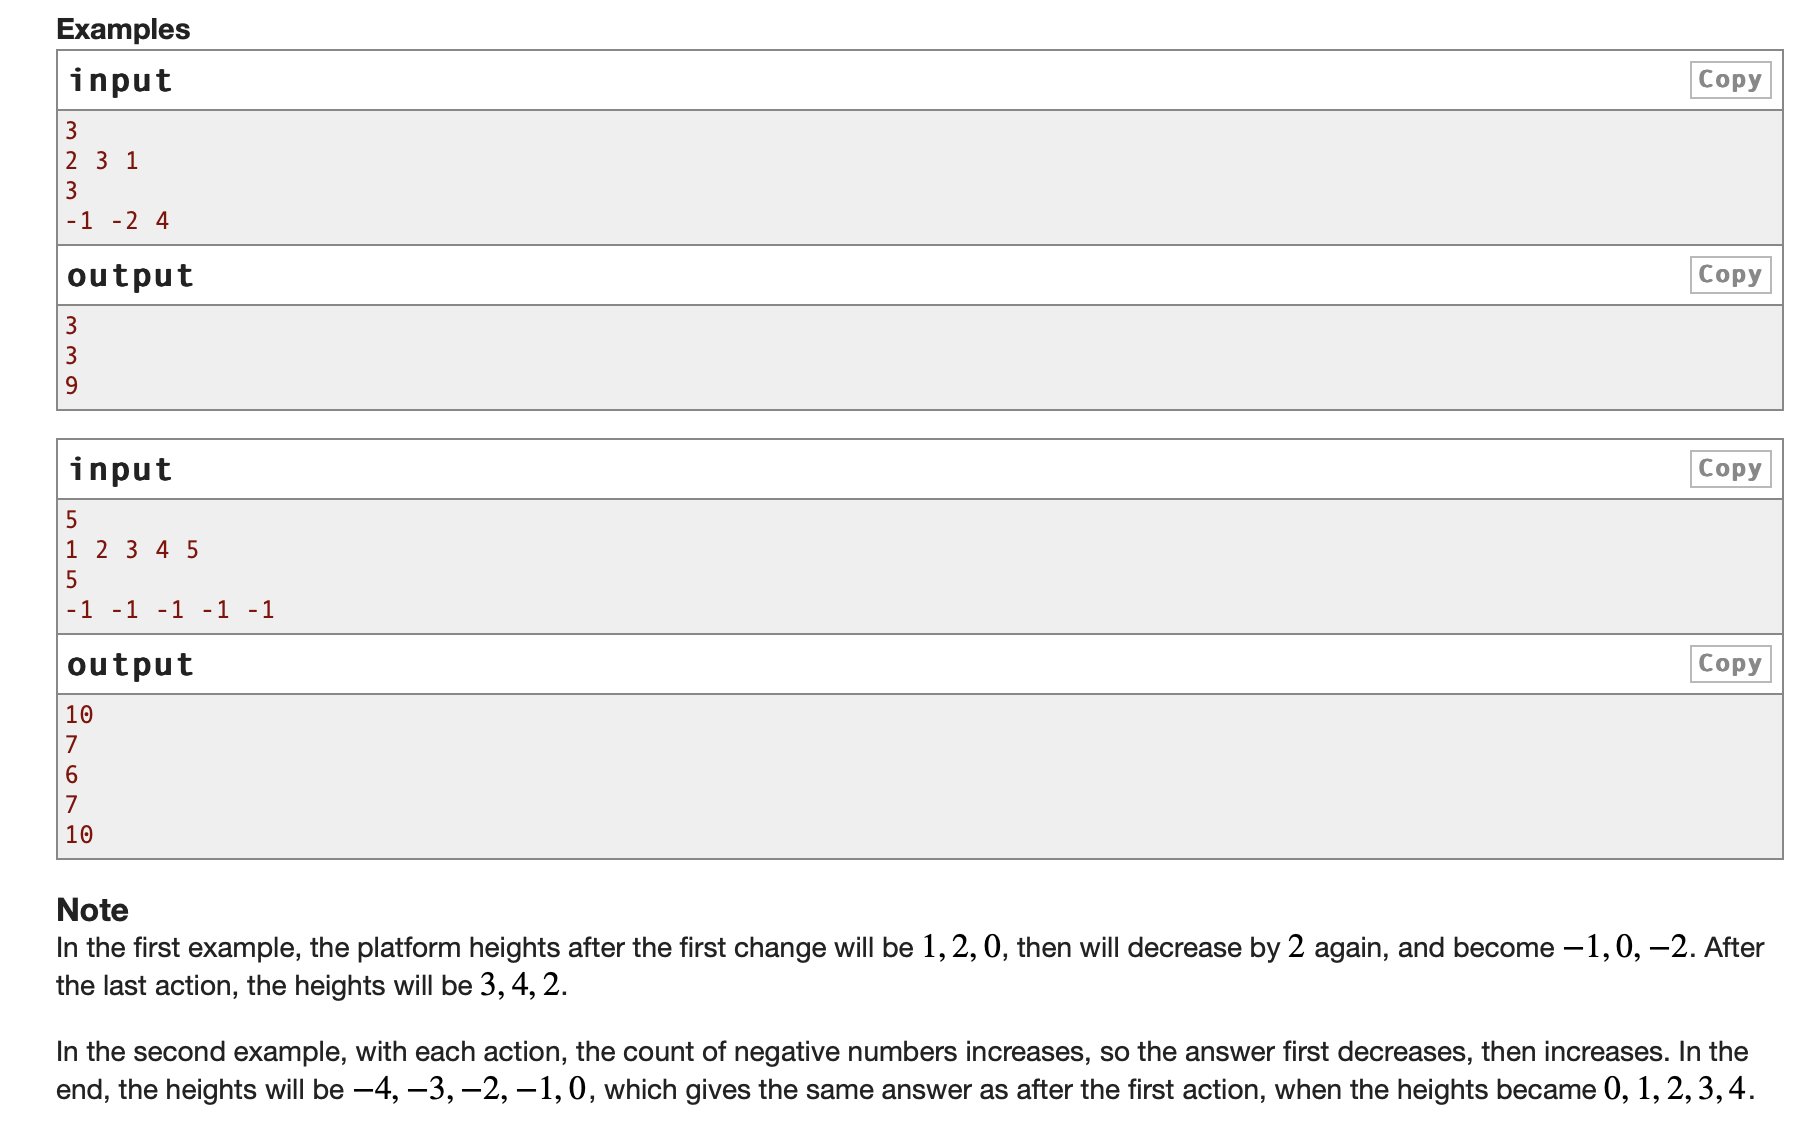 Examples
input
Copy
3
2 3 1
3
-1 -2 4
output
Copy
3
3
9
input
Copy
5
1 2 3 4 5
5
-1 -1 -1 -1 -1
output
Copy
10
7
6
7
10
Note
In the first example, the platform heights after the first change will be 1, 2, 0, then will decrease by 2 again, and become −1, 0, −2. After
the last action, the heights will be 3, 4, 2.
In the second example, with each action, the count of negative numbers increases, so the answer first decreases, then increases. In the
end, the heights will be −4, −3, −2, −1, 0, which gives the same answer as after the first action, when the heights became 0, 1, 2, 3, 4.